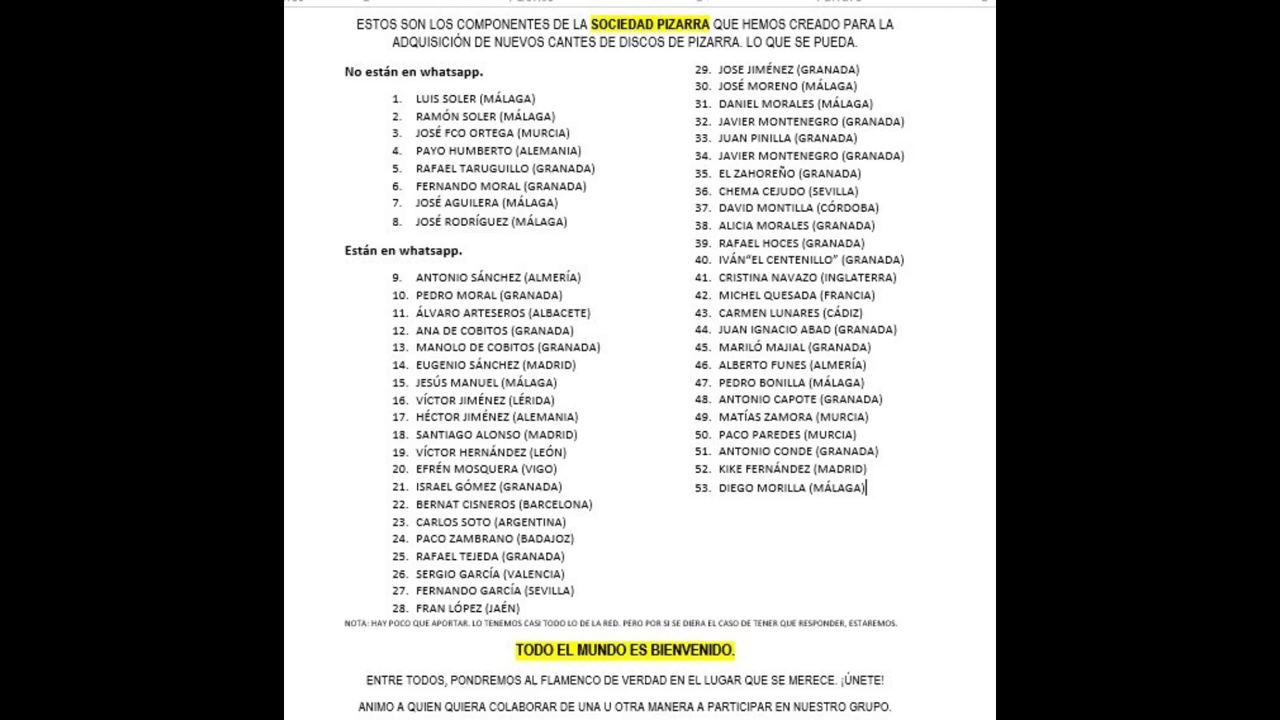 ESTOS SON LOS COMPONENTES DE LA SOCIEDAD PIZARRA QUE HEMOS CREADO PARA LA
ADQUISICIÓN DE NUEVOS CANTES DE DISCOS DE PIZARRA. LO QUE SE PUEDA.
No están en whatsapp.
1. LUIS SOLER (MÁLAGA)
2. RAMÓN SOLER (MÁLAGA)
3. JOSÉ FCO ORTEGA (MURCIA)
4. PAYO HUMBERTO (ALEMANIA)
5. RAFAEL TARUGUILLO (GRANADA)
6. FERNANDO MORAL (GRANADA)
7. JOSÉ AGUILERA (MÁLAGA)
8. JOSÉ RODRÍGUEZ (MÁLAGA)
Están en whatsapp.
9. ANTONIO SÁNCHEZ (ALMERÍA)
10. PEDRO MORAL (GRANADA)
11. ÁLVARO ARTESEROS (ALBACETE)
12. ANA DE COBITOS (GRANADA)
13. MANOLO DE COBITOS (GRANADA)
14. EUGENIO SÁNCHEZ (MADRID)
15. JESÚS MANUEL (MÁLAGA)
16. VÍCTOR JIMÉNEZ (LÉRIDA)
17. HÉCTOR JIMÉNEZ (ALEMANIA)
18. SANTIAGO ALONSO (MADRID)
19. VÍCTOR HERNÁNDEZ (LEÓN)
20. EFRÉN MOSQUERA (VIGO)
21. ISRAEL GÓMEZ (GRANADA)
22. BERNAT CISNEROS (BARCELONA)
23. CARLOS SOTO (ARGENTINA)
24. PACO ZAMBRANO (BADAJOZ)
25. RAFAEL TEJEDA (GRANADA)
26. SERGIO GARCÍA (VALENCIA)
27. FERNANDO GARCÍA (SEVILLA)
28. FRAN LÓPEZ (JAÉN)
29. JOSE JIMÉNEZ (GRANADA)
30. JOSÉ MORENO (MÁLAGA)
31. DANIEL MORALES (MÁLAGA)
32. JAVIER MONTENEGRO (GRANADA)
33. JUAN PINILLA (GRANADA)
34. JAVIER MONTENEGRO (GRANADA)
35. EL ZAHOREÑO (GRANADA)
36. CHEMA CEJUDO (SEVILLA)
37. DAVID MONTILLA (CÓRDOBA)
38. ALICIA MORALES (GRANADA)
39. RAFAEL HOCES (GRANADA)
40. IVÁN“EL CENTENILLO” (GRANADA)
41. CRISTINA NAVAZO (INGLATERRA)
42. MICHEL QUESADA (FRANCIA)
43. CARMEN LUNARES (CÁDIZ)
44. JUAN IGNACIO ABAD (GRANADA)
45. MARILÓ MAJIAL (GRANADA)
46. ALBERTO FUNES (ALMERÍA)
47. PEDRO BONILLA (MÁLAGA)
48. ANTONIO CAPOTE (GRANADA)
49. MATÍAS ZAMORA (MURCIA)
50. PACO PAREDES (MURCIA)
51. ANTONIO CONDE (GRANADA)
52. KIKE FERNÁNDEZ (MADRID)
53. DIEGO MORILLA (MÁLAGA)
NOTA: HAY POCO QUE APORTAR. LO TENEMOS CASI TODO LO DE LA RED. PERO POR SI SE DIERA EL CASO DE TENER QUE RESPONDER, ESTAREMOS.
TODO EL MUNDO ES BIENVENIDO.
ENTRE TODOS, PONDREMOS AL FLAMENCO DE VERDAD EN EL LUGAR QUE SE MERECE. ¡ÚNETE!
ANIMO A QUIEN QUIERA COLABORAR DE UNA U OTRA MANERA A PARTICIPAR EN NUESTRO GRUPO.